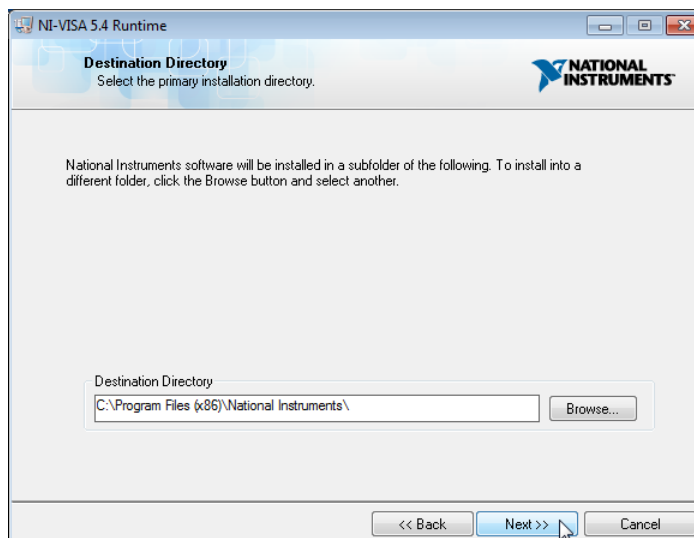 NI-VISA 5.4 Runtime
Destination Directory
Select the primary installation directory.
NATIONAL
INSTRUMENTS
National Instruments software will be installed in a subfolder of the following. To install into a
different folder, click the Browse button and select another.
Destination Directory
C:\Program Files (x86)\National Instruments\
Browse...
<< Back
Next >>
Cancel